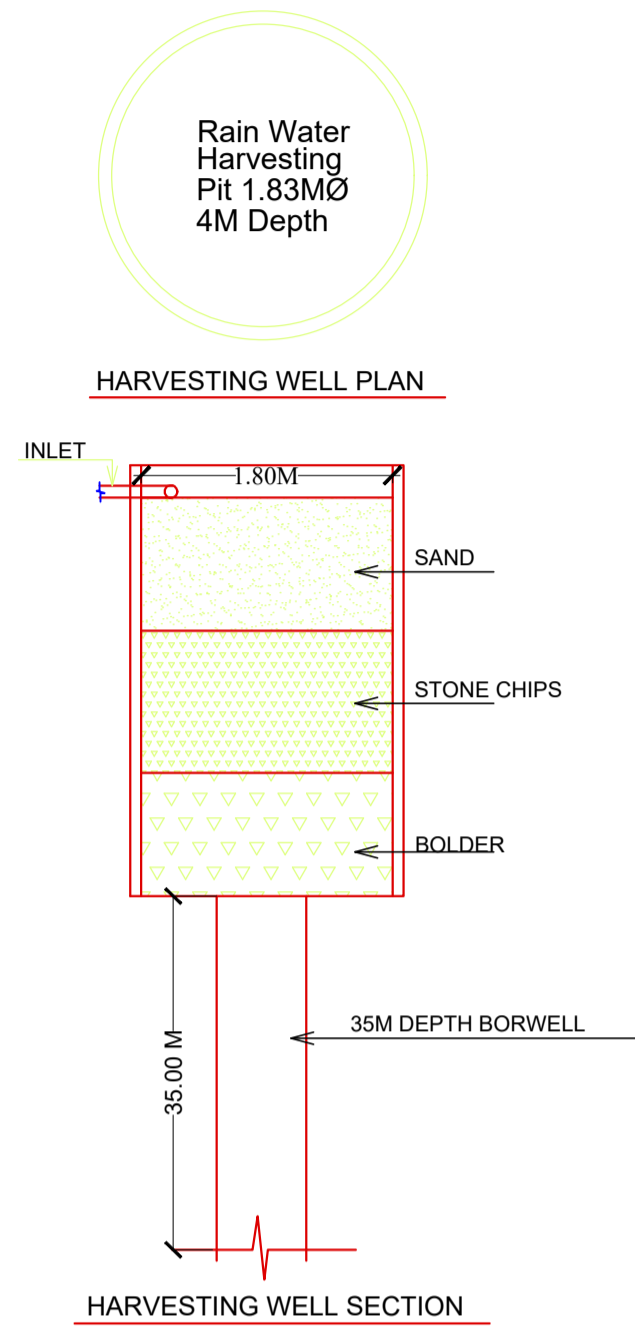 Rain Water
Harvesting
Pit 1.83MØ
4M Depth
HARVESTING WELL PLAN
INLET
1.80M
SAND
STONE CHIPS
BOLDER
35M DEPTH BORWELL
35.00 M
HARVESTING WELL SECTION